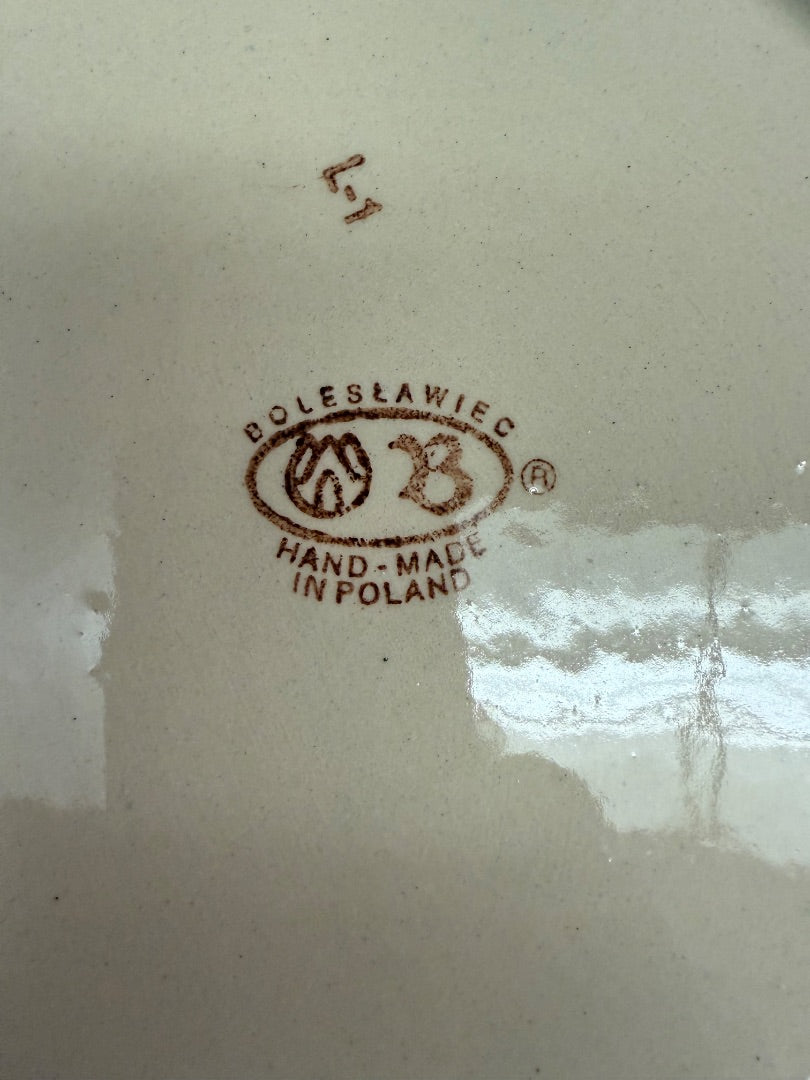 L-1
BOLESŁAWIEC
B
®
HAND-MADE
IN POLAND